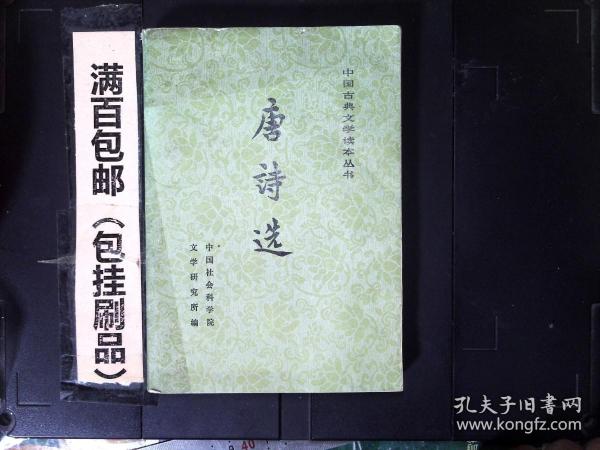 满百包邮（包挂刷品）
中国古典文学读本丛书
唐诗选
中国社会科学院
文学研究所编
40
孔夫子旧书网
www.kongfz.com